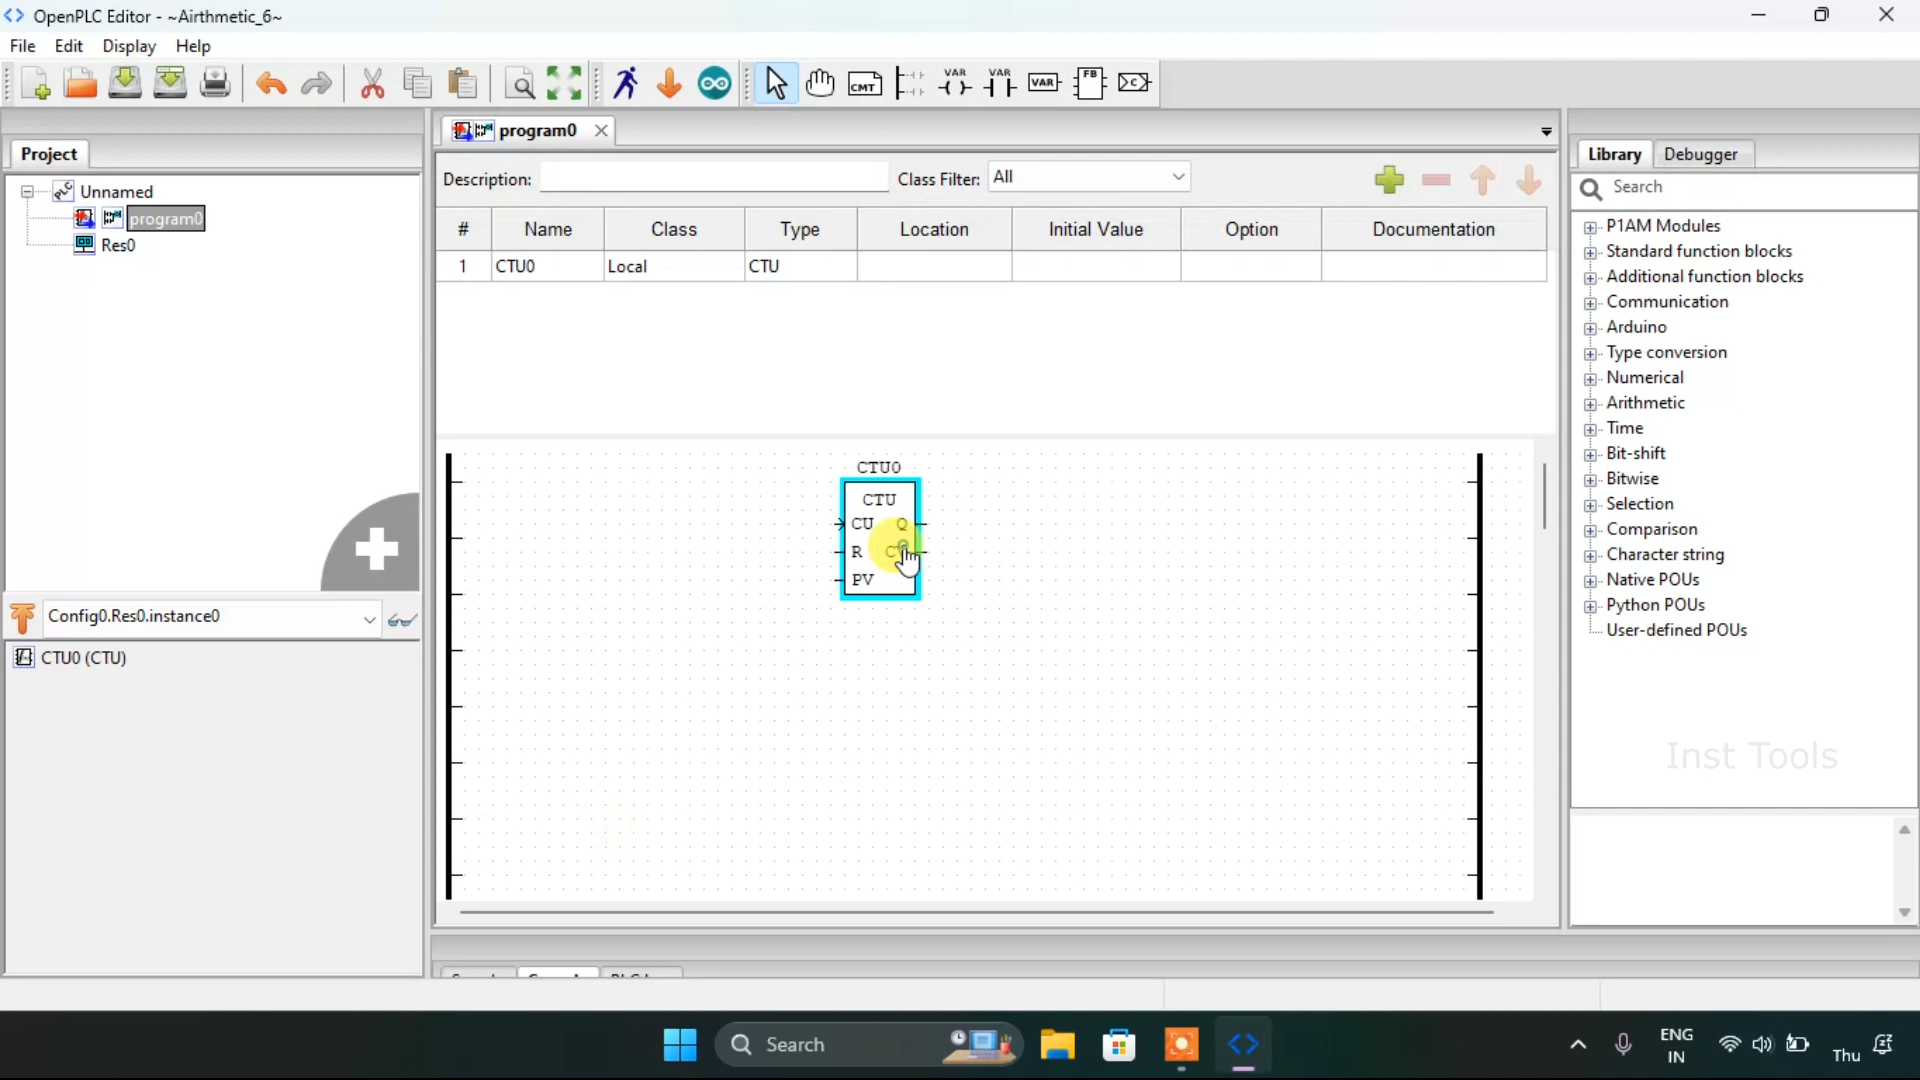 OpenPLC Editor - ~Airthmetic_6~
File Edit Display Help
CMT VAR VAR VAR FB C
Project
Unnamed
program0
Res0
Config0.Res0.instance0
CTU0 (CTU)
program0
Description: Class Filter: All
# Name Class Type Location Initial Value Option Documentation
1 CTU0 Local CTU
CTU0
CTU
CU Q
R
PV
Library Debugger
Search
P1AM Modules
Standard function blocks
Additional function blocks
Communication
Arduino
Type conversion
Numerical
Arithmetic
Time
Bit-shift
Bitwise
Selection
Comparison
Character string
Native POUs
Python POUs
User-defined POUs
Inst Tools
Search
ENG
IN
Thu